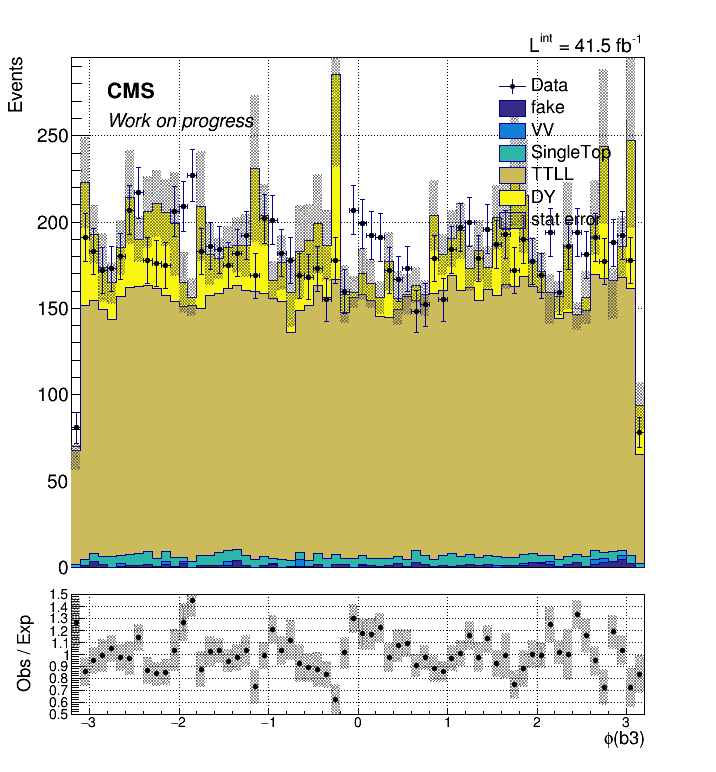 L^int = 41.5 fb^-1
Events
CMS
Work on progress
Data
fake
VV
SingleTop
TTLL
DY
stat error
250
200
150
100
50
0
Obs / Exp
1.5
1.4
1.3
1.2
1.1
1
0.9
0.8
0.7
0.6
0.5
−3 −2 −1 0 1 2 3
ϕ(b3)